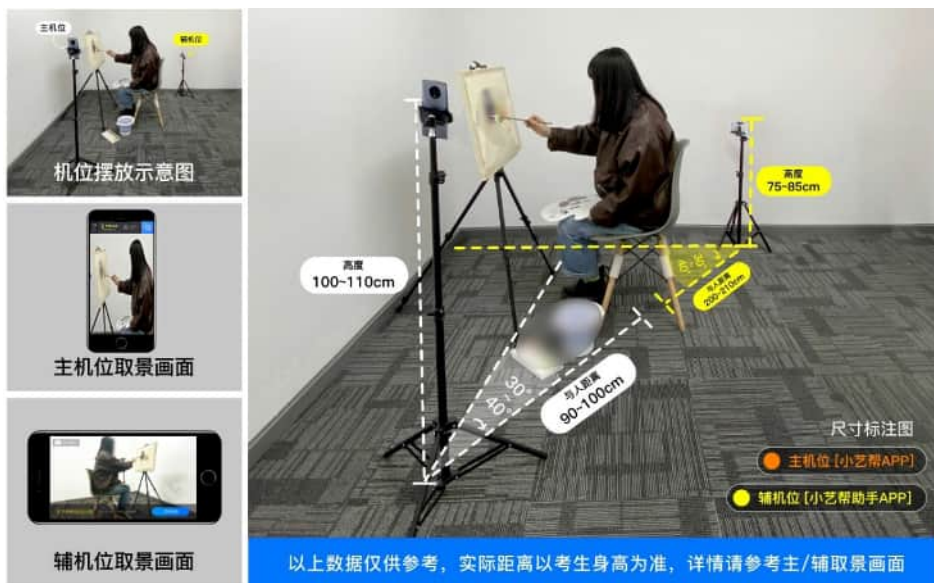 主机位
辅机位
机位摆放示意图
主机位取景画面
辅机位取景画面
高度
100~110cm
高度
75-85cm
与人距离
200~210cm
30°~
40°
与人距离
90~100cm
尺寸标注图
主机位 [小艺帮APP]
辅机位 [小艺帮助手APP]
以上数据仅供参考，实际距离以考生身高为准，详情请参考主/辅取景画面